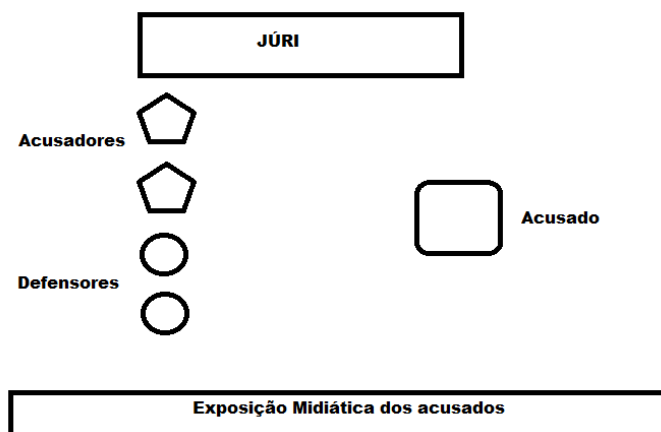 JÚRI
Acusadores
Acusado
Defensores
Exposição Midiática dos acusados